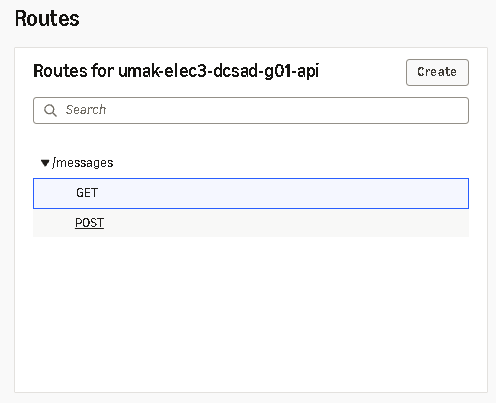 Routes
Routes for umak-elec3-dcsad-g01-api
Create
Search
▼/messages
GET
POST